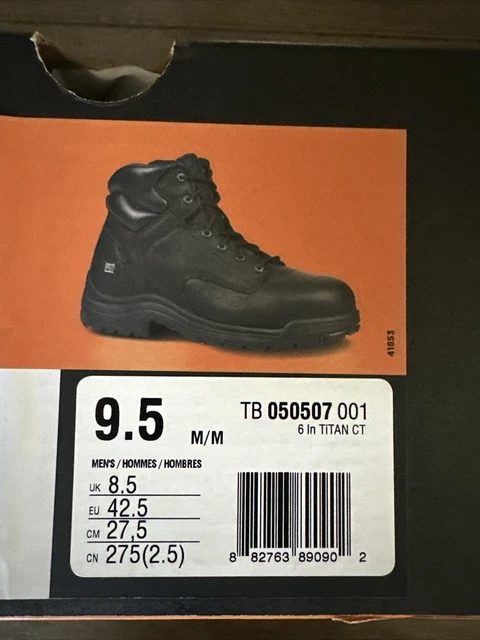 41853
9.5 M/M
TB 050507 001
6 In TiTAN CT
MEN'S / HOMMES / HOMBRES
UK 8.5
EU 42.5
CM 27,5
CN 275(2.5)
8 82763 89090 2